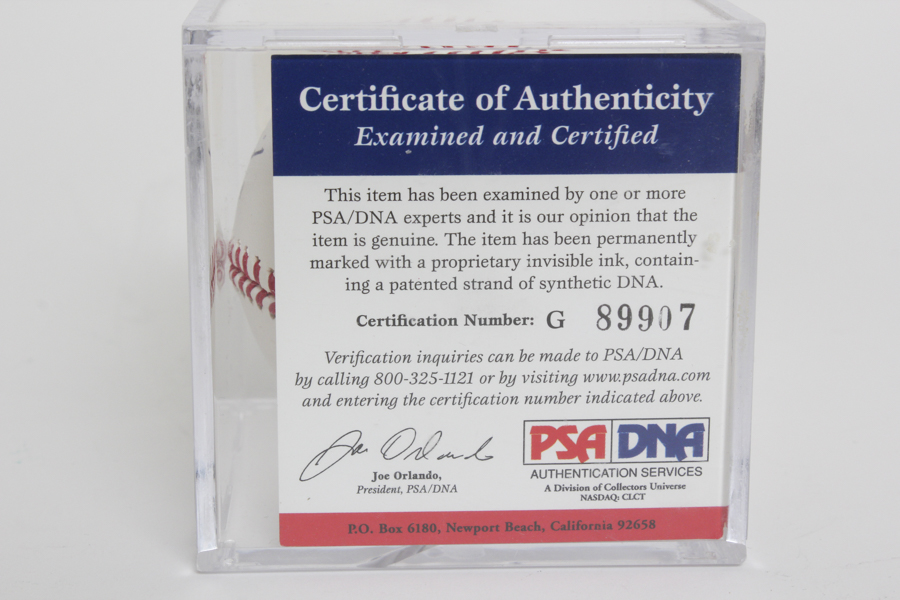 Certificate of Authenticity
Examined and Certified
This item has been examined by one or more
PSA/DNA experts and it is our opinion that the
item is genuine. The item has been permanently
marked with a proprietary invisible ink, contain-
ing a patented strand of synthetic DNA.
Certification Number: G 89907
Verification inquiries can be made to PSA/DNA
by calling 800-325-1121 or by visiting www.psadna.com
and entering the certification number indicated above.
Joe Orlando
Joe Orlando,
President, PSA/DNA
PSA DNA
AUTHENTICATION SERVICES
A Division of Collectors Universe
NASDAQ: CLCT
P.O. Box 6180, Newport Beach, California 92658